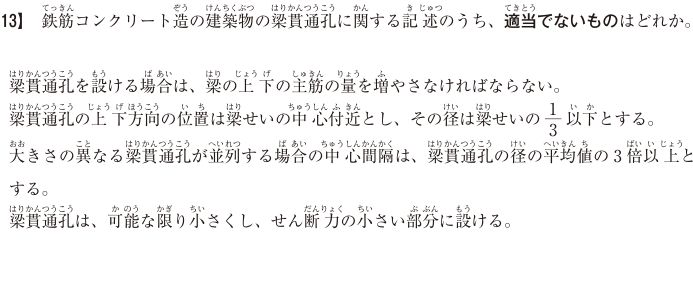 13】 鉄筋コンクリート造の建築物の梁貫通孔に関する記述のうち、適当でないものはどれか。
梁貫通孔を設ける場合は、梁の上下の主筋の量を増やさなければならない。
梁貫通孔の上下方向の位置は梁せいの中心付近とし、その径は梁せいの1/3以下とする。
大きさの異なる梁貫通孔が並列する場合の中心間隔は、梁貫通孔の径の平均値の3倍以上と
する。
梁貫通孔は、可能な限り小さくし、せん断力の小さい部分に設ける。